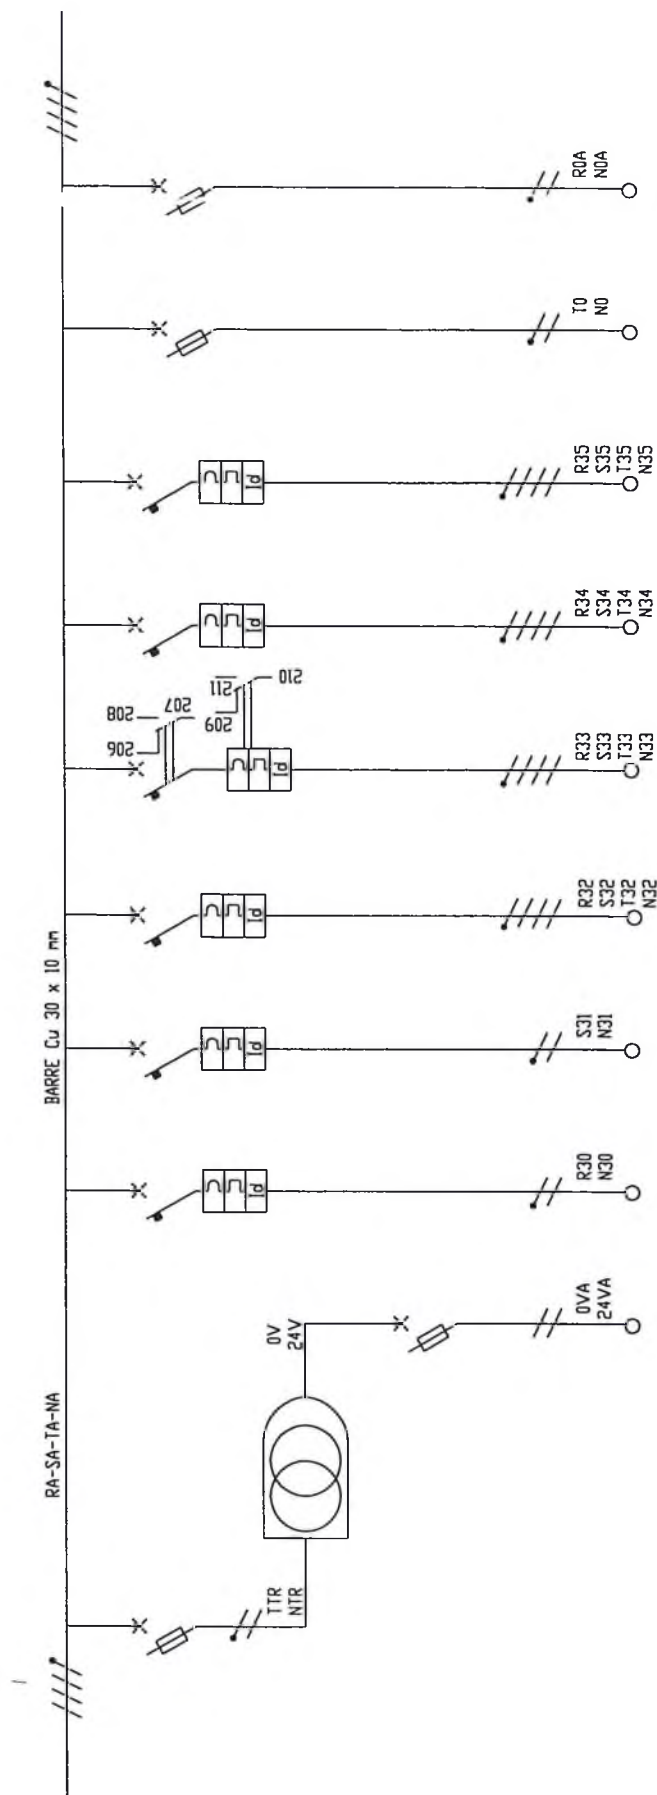 BARRE Cu 30 x 10 mm
RA-SA-TA-NA
TTR
NTR
0V
24V
0VA
24VA
Id
R30
N30
Id
S31
N31
Id
R32
S32
T32
N32
206
208
207
209
211
210
Id
R33
S33
T33
N33
Id
R34
S34
T34
N34
Id
R35
S35
T35
N35
T0
N0
R0A
N0A